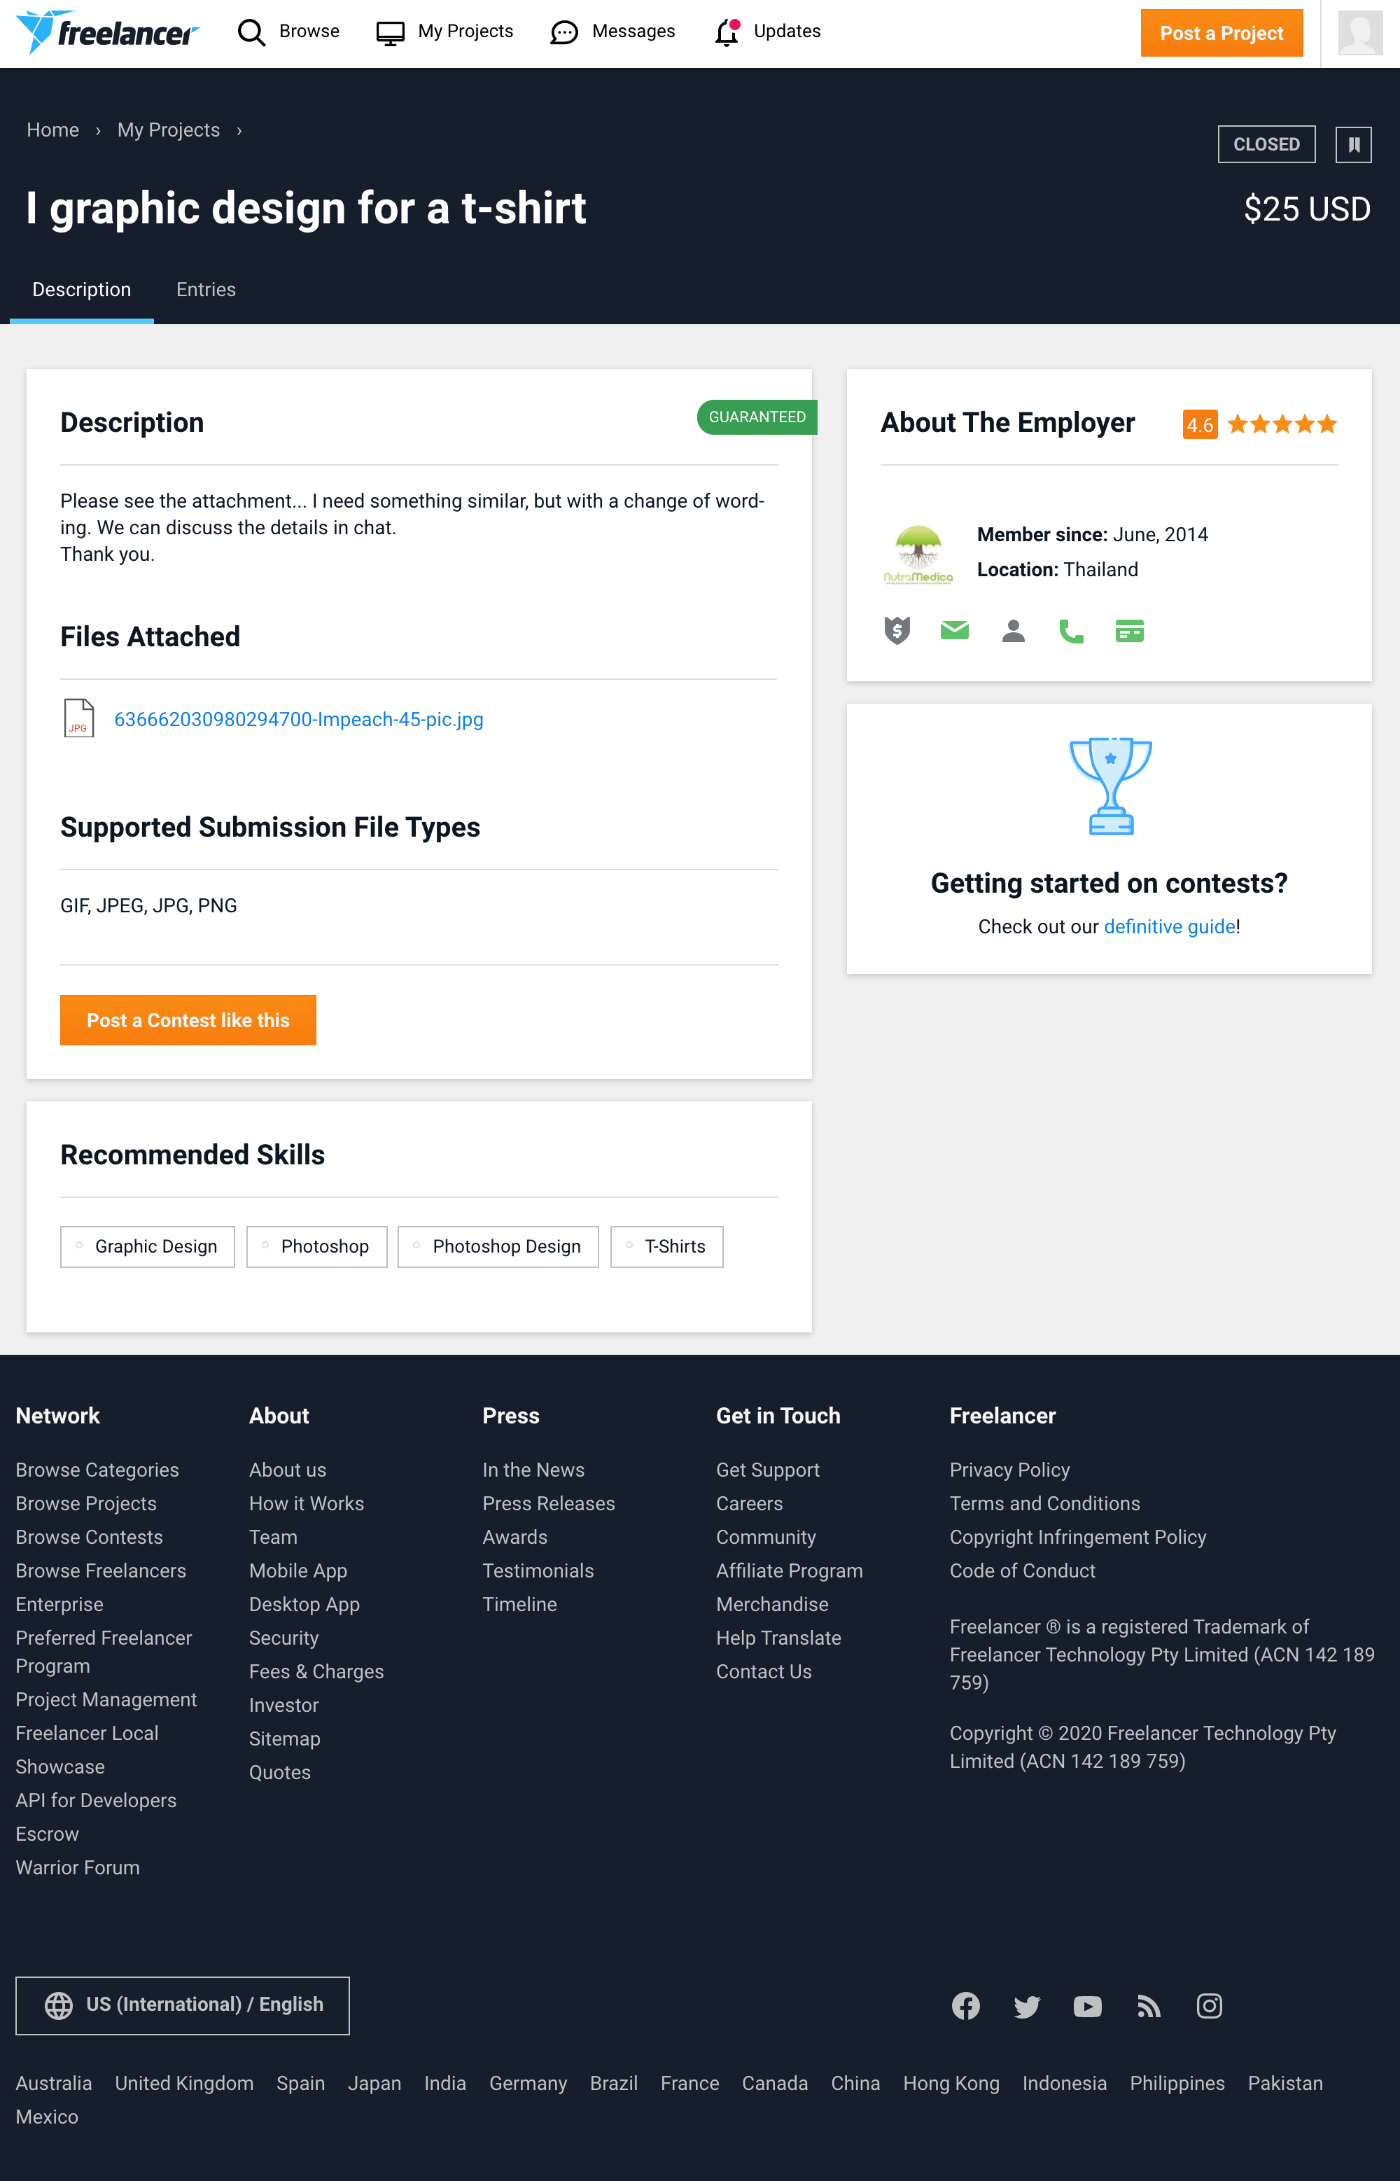 freelancer
Browse
My Projects
Messages
Updates
Post a Project
Home › My Projects ›
CLOSED
I graphic design for a t-shirt
$25 USD
Description
Entries
Description
GUARANTEED
Please see the attachment... I need something similar, but with a change of word-
ing. We can discuss the details in chat.
Thank you.
Files Attached
JPG
636662030980294700-Impeach-45-pic.jpg
Supported Submission File Types
GIF, JPEG, JPG, PNG
Post a Contest like this
About The Employer
4.6
NutraMedica
Member since: June, 2014
Location: Thailand
Getting started on contests?
Check out our definitive guide!
Recommended Skills
Graphic Design
Photoshop
Photoshop Design
T-Shirts
Network
Browse Categories
Browse Projects
Browse Contests
Browse Freelancers
Enterprise
Preferred Freelancer
Program
Project Management
Freelancer Local
Showcase
API for Developers
Escrow
Warrior Forum
About
About us
How it Works
Team
Mobile App
Desktop App
Security
Fees & Charges
Investor
Sitemap
Quotes
Press
In the News
Press Releases
Awards
Testimonials
Timeline
Get in Touch
Get Support
Careers
Community
Affiliate Program
Merchandise
Help Translate
Contact Us
Freelancer
Privacy Policy
Terms and Conditions
Copyright Infringement Policy
Code of Conduct
Freelancer ® is a registered Trademark of
Freelancer Technology Pty Limited (ACN 142 189
759)
Copyright © 2020 Freelancer Technology Pty
Limited (ACN 142 189 759)
US (International) / English
Australia United Kingdom Spain Japan India Germany Brazil France Canada China Hong Kong Indonesia Philippines Pakistan
Mexico